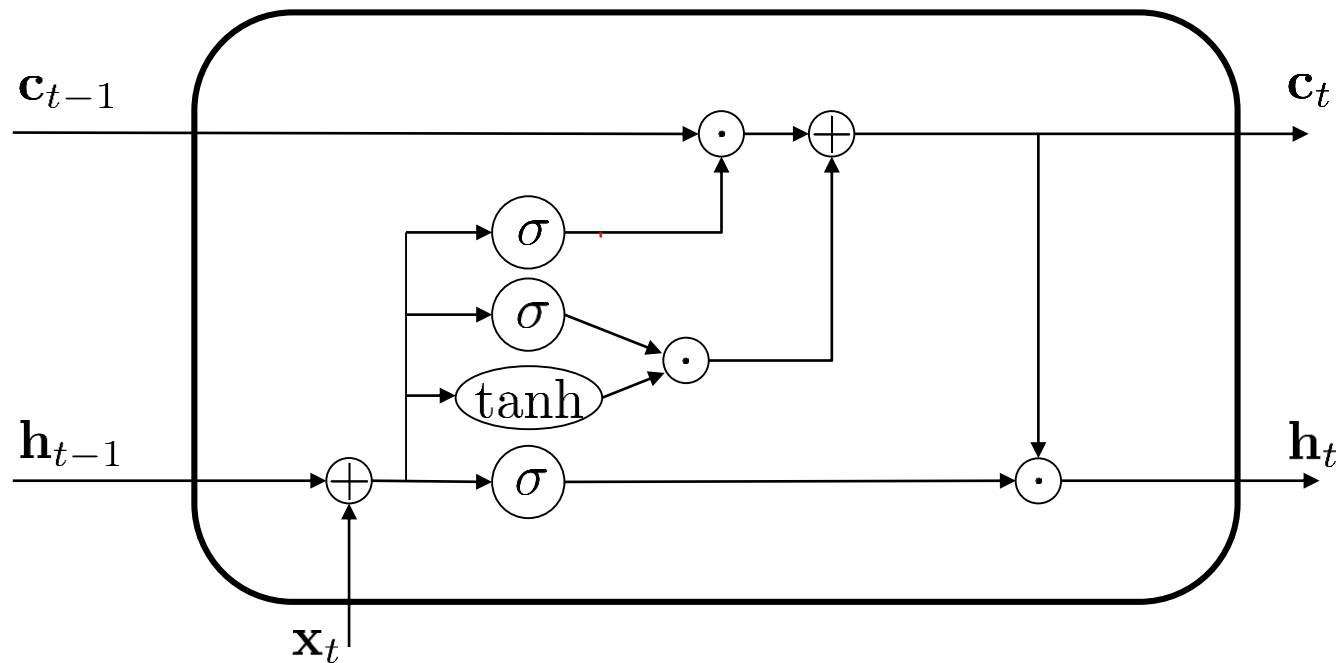 c_{t-1}
c_t
σ
σ
tanh
h_{t-1}
σ
h_t
x_t